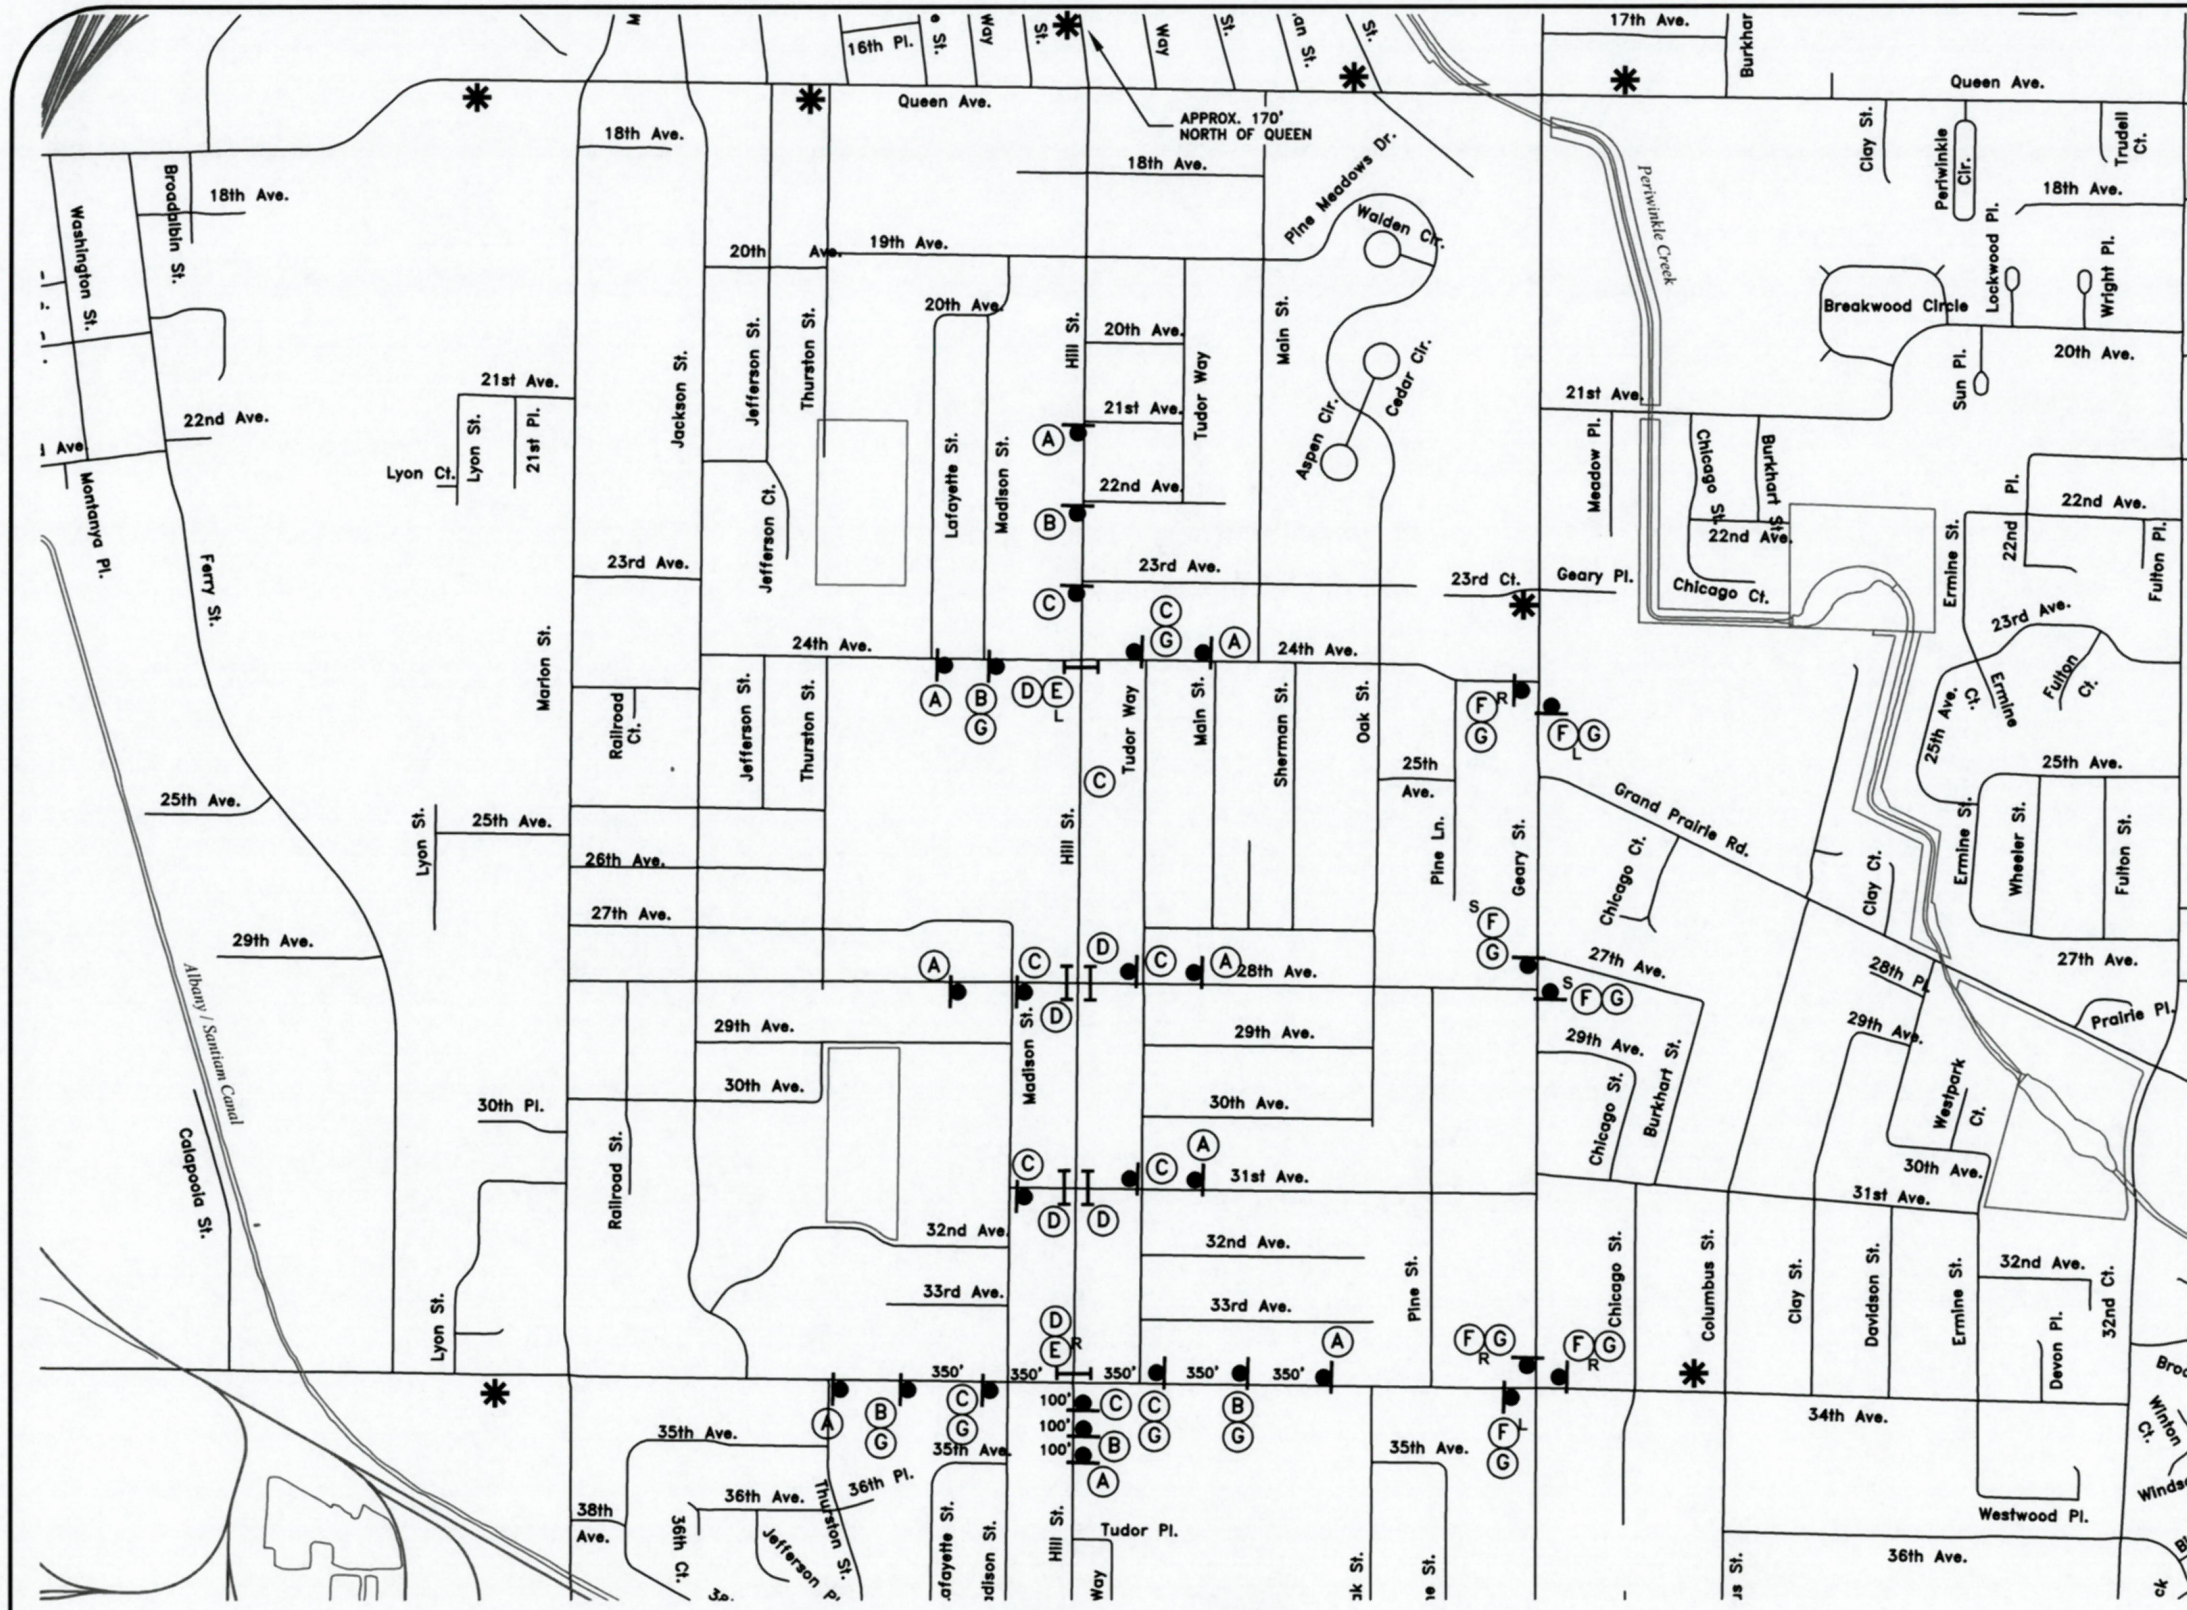 17th Ave.
16th Pl.
St.
Way
St.
Way
St.
St.
Queen Ave.
Queen Ave.
APPROX. 170'
NORTH OF QUEEN
18th Ave.
18th Ave.
18th Ave.
18th Ave.
Clay St.
Periwinkle
Cir.
Trudell
Ct.
Broadalbin St.
Washington St.
Pine Meadows Dr.
Walden Cir.
Periwinkle Creek
20th Ave.
19th Ave.
Lockwood Pl.
Wright Pl.
Breakwood Circle
20th Ave.
20th Ave.
20th Ave.
Sun Pl.
Jackson St.
Jefferson St.
Thurston St.
Hill St.
Tudor Way
Main St.
Cedar Cir.
Aspen Cir.
21st Ave.
21st Ave.
21st Ave.
22nd Ave.
Ave.
Lyon Ct.
Lyon St.
21st Pl.
Montanya Pl.
Ferry St.
Jefferson Ct.
Lafayette St.
Madison St.
A
22nd Ave.
B
Meadow Pl.
Chicago St.
Burkhart St.
22nd Ave.
22nd
Pl.
22nd Ave.
Fulton Pl.
Ermine St.
23rd Ave.
23rd Ave.
23rd Ct.
Geary Pl.
Chicago Ct.
23rd Ave.
C
C
G
A
24th Ave.
24th Ave.
Marion St.
Railroad
Ct.
Jefferson St.
Thurston St.
A
B
G
D E
L
Tudor Way
Main St.
Sherman St.
Oak St.
F R
G
F G
L
25th Ave.
Ermine
Ct.
Fulton
Ct.
25th Ave.
C
25th
Ave.
Grand Prairie Rd.
25th Ave.
25th Ave.
Lyon St.
26th Ave.
Hill St.
Pine Ln.
Geary St.
Chicago Ct.
Clay Ct.
Ermine St.
Wheeler St.
Fulton St.
27th Ave.
S
F
G
29th Ave.
A
C
D
C
A
28th Ave.
27th Ave.
28th Pl.
27th Ave.
D
S
F G
Prairie Pl.
Albany / Santiam Canal
29th Ave.
Madison St.
29th Ave.
29th Ave.
29th Ave.
30th Ave.
30th Pl.
30th Ave.
Chicago St.
Burkhart St.
Westpark
Ct.
30th Ave.
Calapooia St.
Railroad St.
C
C
A
31st Ave.
31st Ave.
D
D
32nd Ave.
32nd Ave.
32nd Ave.
33rd Ave.
33rd Ave.
Lyon St.
Pine St.
Chicago St.
Columbus St.
Clay St.
Davidson St.
Ermine St.
Devon Pl.
32nd Ct.
D
E R
A
F G
R
F G
R
350'
350'
350'
350'
350'
A
B
G
C
G
100'
100'
100'
C
B
A
C
G
B
G
F L
G
34th Ave.
35th Ave.
35th Ave.
35th Ave.
36th Ave.
36th Pl.
Thurston St.
38th
Ave.
36th Ct.
Hill St.
Tudor Pl.
Way
Winton
Ct.
Westwood Pl.
36th Ave.